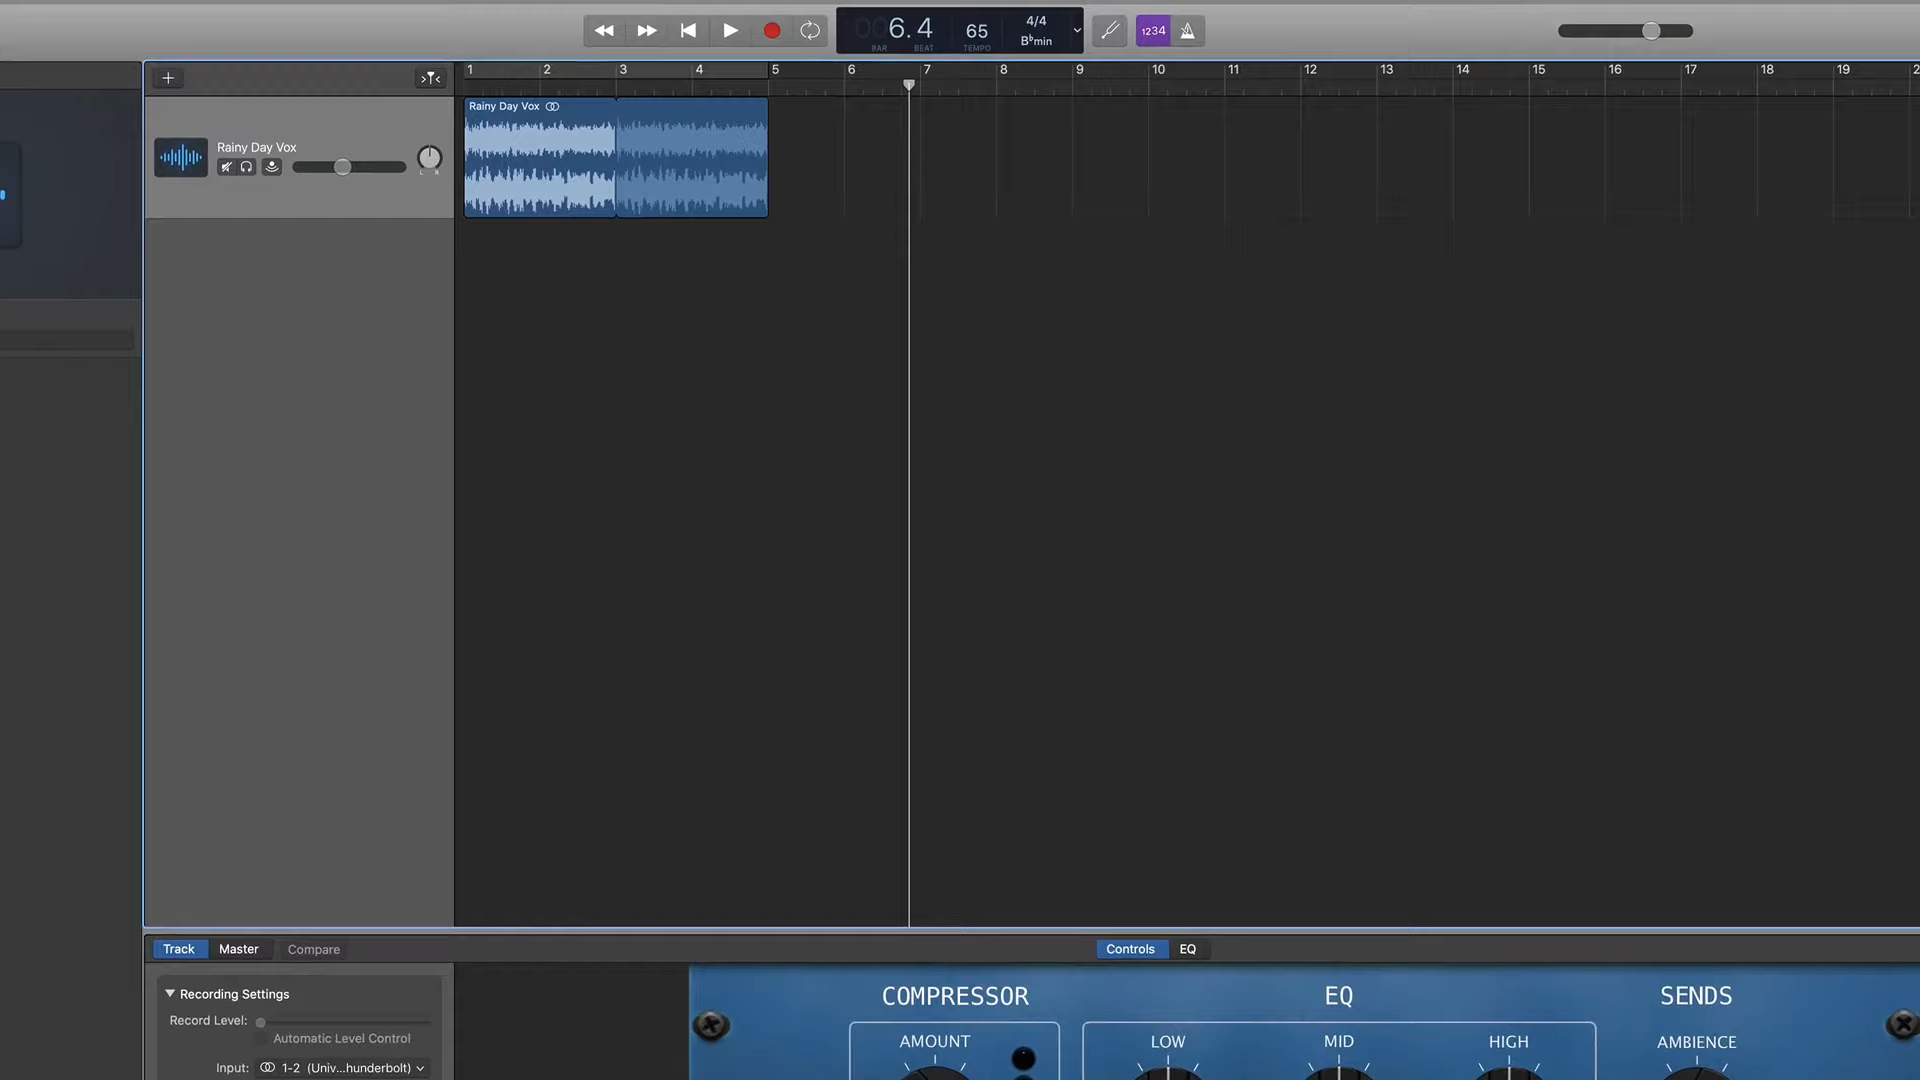 006.4
65
4/4
B♭min
BAR
BEAT
TEMPO
1234
1 2 3 4 5 6 7 8 9 10 11 12 13 14 15 16 17 18 19 2
Rainy Day Vox
Rainy Day Vox
L R
Track Master Compare
Controls EQ
Recording Settings
Record Level:
Automatic Level Control
Input: 1-2 (Univ...hunderbolt)
COMPRESSOR EQ SENDS
AMOUNT LOW MID HIGH AMBIENCE